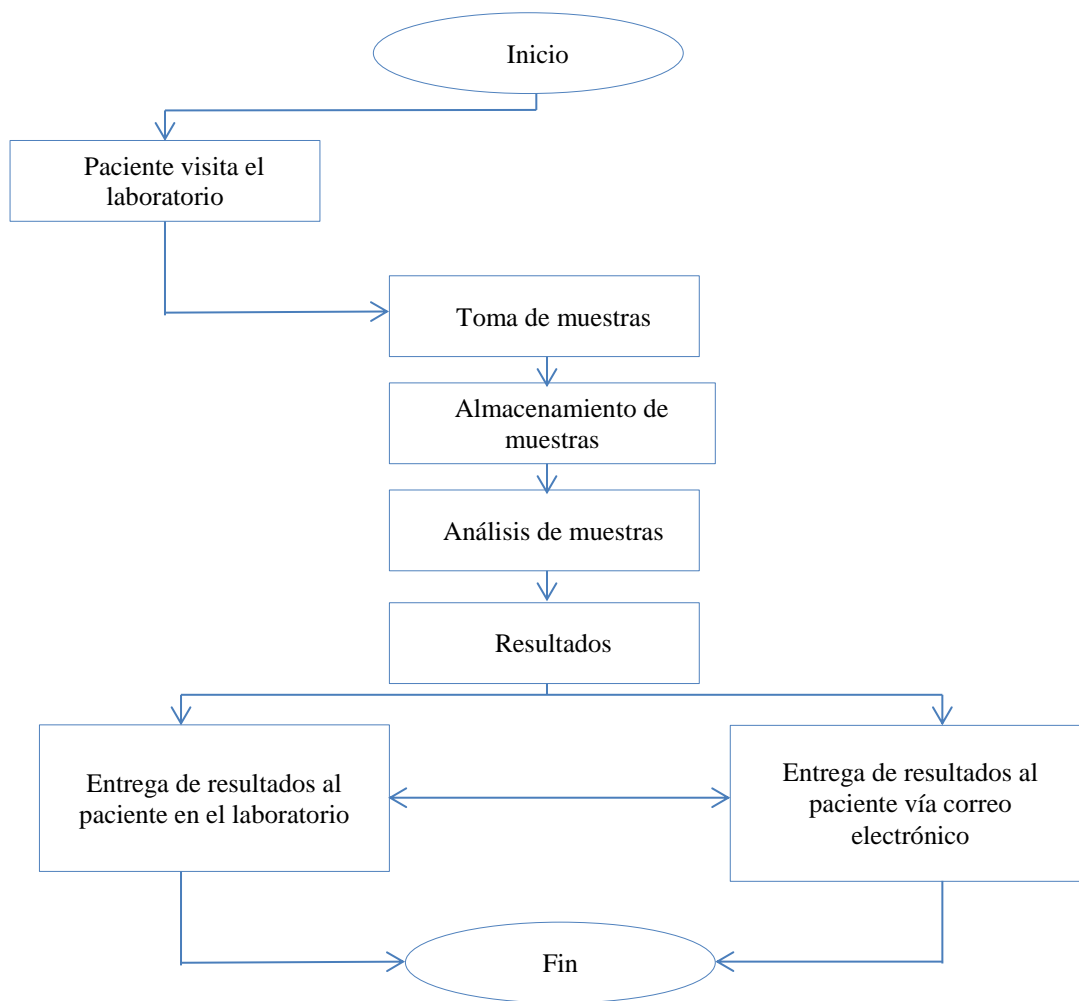 Inicio
Paciente visita el
laboratorio
Toma de muestras
Almacenamiento de
muestras
Análisis de muestras
Resultados
Entrega de resultados al
paciente en el laboratorio
Entrega de resultados al
paciente vía correo
electrónico
Fin